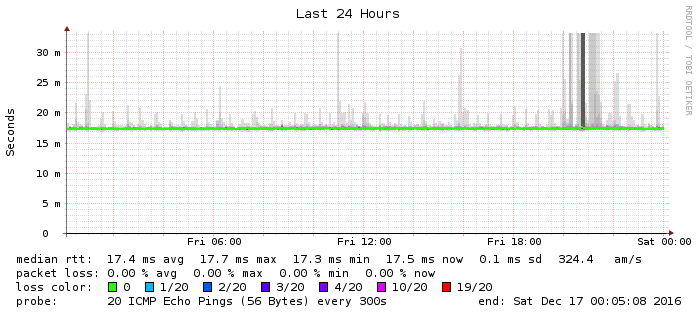 Last 24 Hours
RRDTOOL / TOBI OETIKER
Seconds
30 m
25 m
20 m
15 m
10 m
5 m
0
Fri 06:00 Fri 12:00 Fri 18:00 Sat 00:00
median rtt: 17.4 ms avg 17.7 ms max 17.3 ms min 17.5 ms now 0.1 ms sd 324.4 am/s
packet loss: 0.00 % avg 0.00 % max 0.00 % min 0.00 % now
loss color: 0 1/20 2/20 3/20 4/20 10/20 19/20
probe: 20 ICMP Echo Pings (56 Bytes) every 300s end: Sat Dec 17 00:05:08 2016